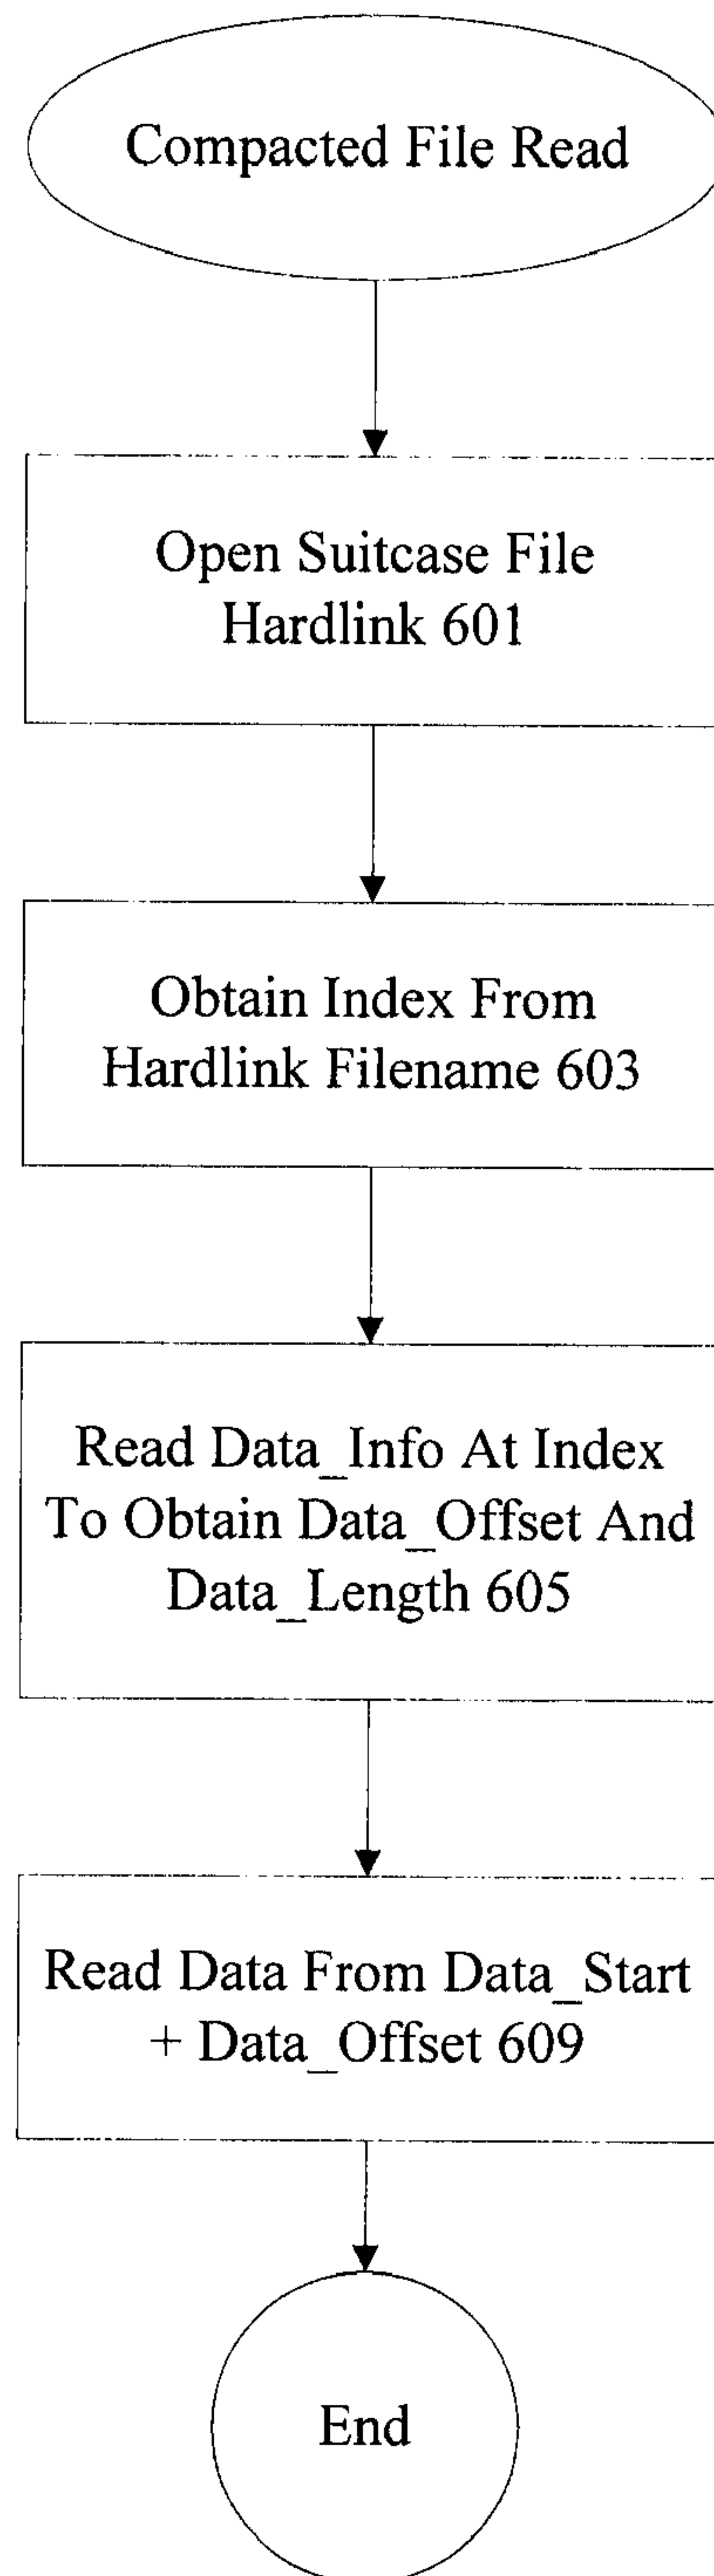 Compacted File Read
Open Suitcase File
Hardlink 601
Obtain Index From
Hardlink Filename 603
Read Data_Info At Index
To Obtain Data_Offset And
Data_Length 605
Read Data From Data_Start
+ Data_Offset 609
End